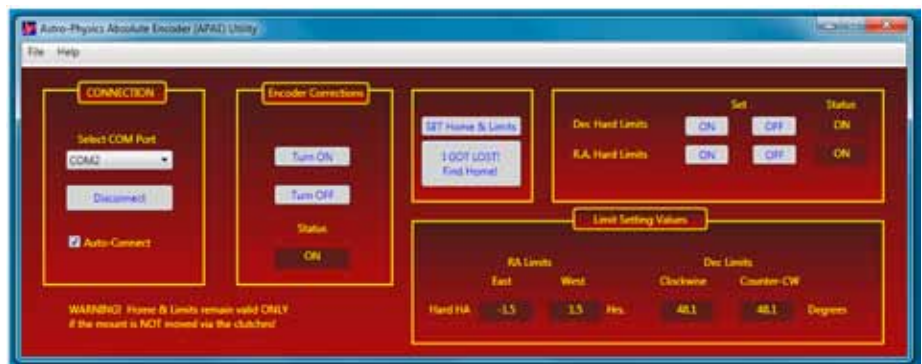 Astro-Physics Absolute Encoder (APAE) Utility
File Help
CONNECTION
Select COM Port
COM2
Disconnect
Auto-Connect
Encoder Corrections
Turn ON
Turn OFF
Status
ON
SET Home & Limits
I GOT LOST!
Find Home!
Set Status
Dec Hard Limits ON OFF ON
R.A. Hard Limits ON OFF ON
Limit Setting Values
RA Limits Dec Limits
East West Clockwise Counter-CW
Hard HA -1.5 1.5 Hrs. 48.1 48.1 Degrees
WARNING! Home & Limits remain valid ONLY
if the mount is NOT moved via the clutches!